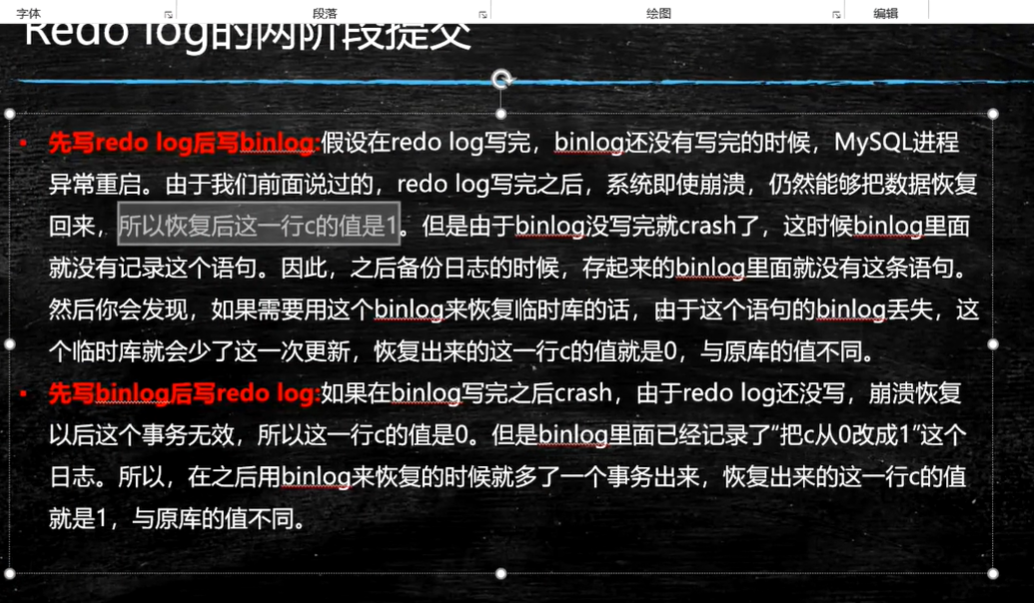 字体 段落 绘图 编辑
Redo log的两阶段提交
• 先写redo log后写binlog:假设在redo log写完，binlog还没有写完的时候，MySQL进程
异常重启。由于我们前面说过的，redo log写完之后，系统即使崩溃，仍然能够把数据恢复
回来，所以恢复后这一行c的值是1。但是由于binlog没写完就crash了，这时候binlog里面
就没有记录这个语句。因此，之后备份日志的时候，存起来的binlog里面就没有这条语句。
然后你会发现，如果需要用这个binlog来恢复临时库的话，由于这个语句的binlog丢失，这
个临时库就会少了这一次更新，恢复出来的这一行c的值就是0，与原库的值不同。
• 先写binlog后写redo log:如果在binlog写完之后crash，由于redo log还没写，崩溃恢复
以后这个事务无效，所以这一行c的值是0。但是binlog里面已经记录了“把c从0改成1”这个
日志。所以，在之后用binlog来恢复的时候就多了一个事务出来，恢复出来的这一行c的值
就是1，与原库的值不同。